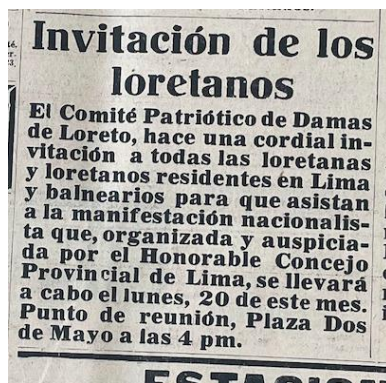 Invitación de los
loretanos
El Comité Patriótico de Damas
de Loreto, hace una cordial in-
vitación a todas las loretanas
y loretanos residentes en Lima
y balnearios para que asistan
a la manifestación nacionalis-
ta que, organizada y auspicia-
da por el Honorable Concejo
Provincial de Lima, se llevará
a cabo el lunes, 20 de este mes.
Punto de reunión, Plaza Dos
de Mayo a las 4 pm.